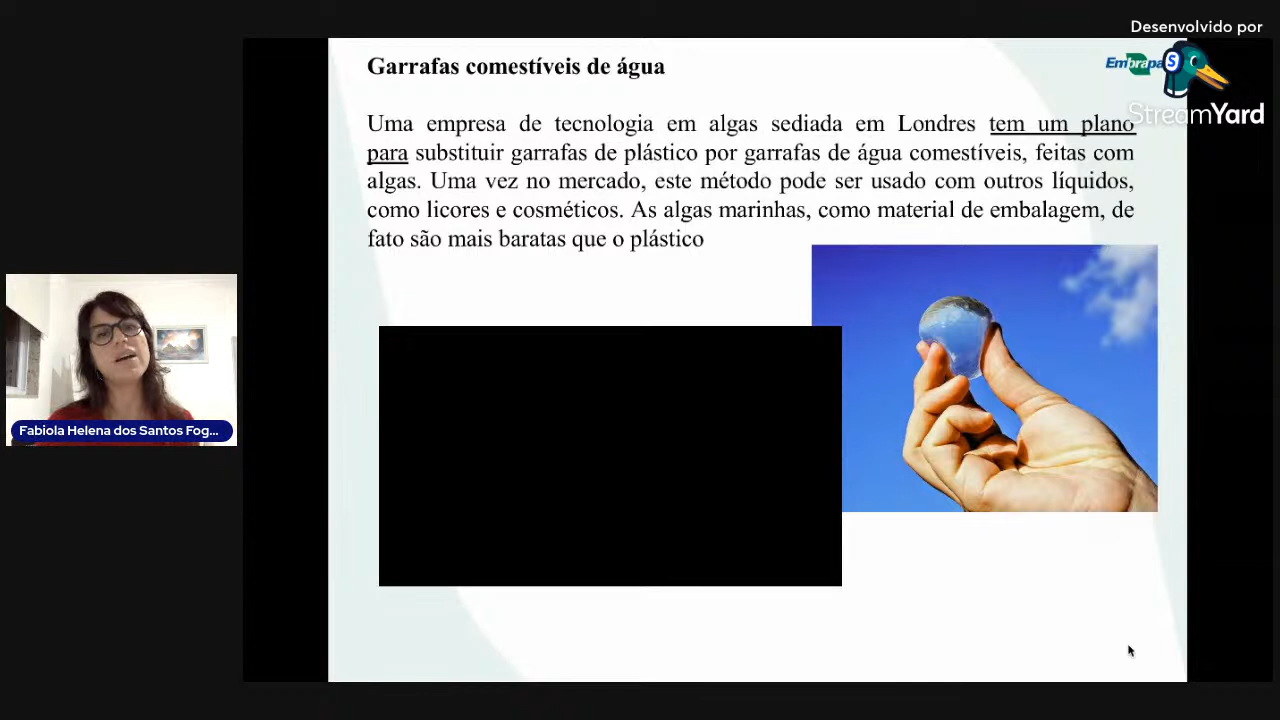 Desenvolvido por
StreamYard
Embrapa
Garrafas comestíveis de água
Uma empresa de tecnologia em algas sediada em Londres tem um plano
para substituir garrafas de plástico por garrafas de água comestíveis, feitas com
algas. Uma vez no mercado, este método pode ser usado com outros líquidos,
como licores e cosméticos. As algas marinhas, como material de embalagem, de
fato são mais baratas que o plástico
Fabiola Helena dos Santos Fog...